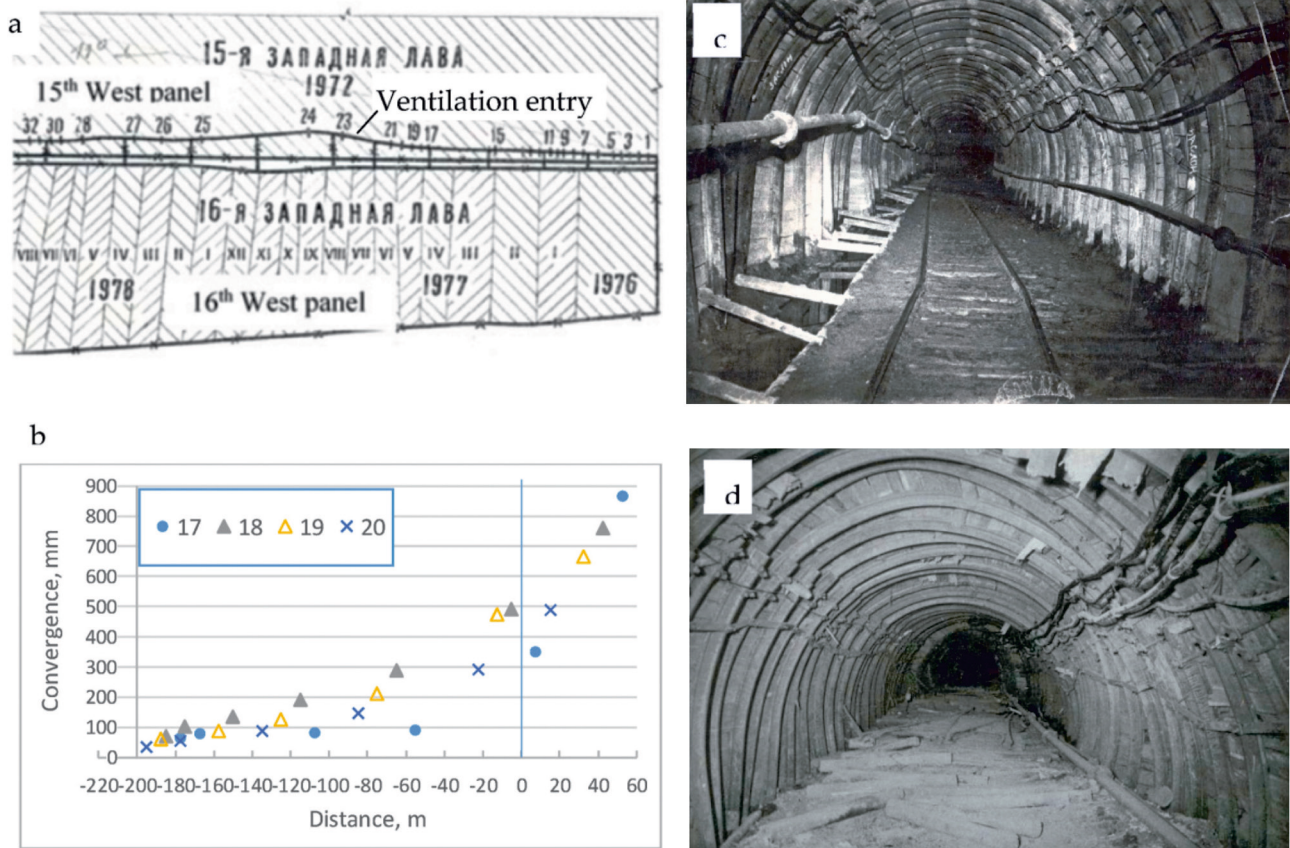 a
15-Я ЗАПАДНАЯ ЛАВА
1972
15th West panel
Ventilation entry
32 30 28 27 26 25 24 23 21 19 17 15 11 9 7 5 3 1
16-Я ЗАПАДНАЯ ЛАВА
VIII VII VI V IV III II I XII XI X IX VIII VII VI V IV III II I
1978 1977 1976
16th West panel
b
900
800
700
600
500
400
300
200
100
0
Convergence, mm
17 18 19 20
-220 -200 -180 -160 -140 -120 -100 -80 -60 -40 -20 0 20 40 60
Distance, m
c
d